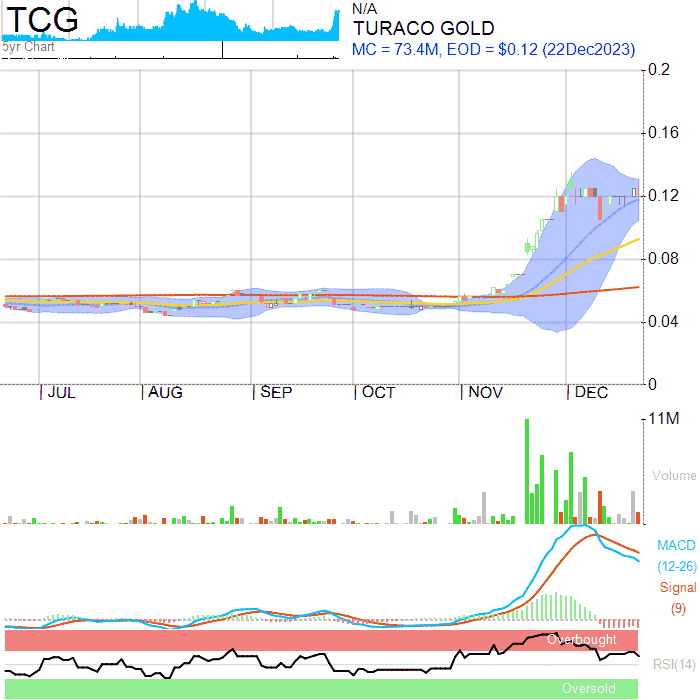 TCG
5yr Chart
N/A
TURACO GOLD
MC = 73.4M, EOD = $0.12 (22Dec2023)
0.2
0.16
0.12
0.08
0.04
0
JUL AUG SEP OCT NOV DEC
11M
Volume
MACD
(12-26)
Signal
(9)
Overbought
RSI(14)
Oversold